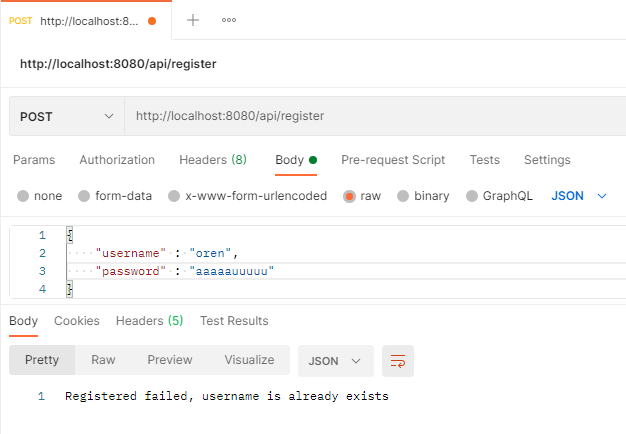 POST http://localhost:8...
http://localhost:8080/api/register
POST http://localhost:8080/api/register
Params Authorization Headers (8) Body Pre-request Script Tests Settings
none form-data x-www-form-urlencoded raw binary GraphQL JSON
1 {
2 "username" : "oren",
3 "password" : "aaaaauuuuu"
4 }
Body Cookies Headers (5) Test Results
Pretty Raw Preview Visualize JSON
1 Registered failed, username is already exists